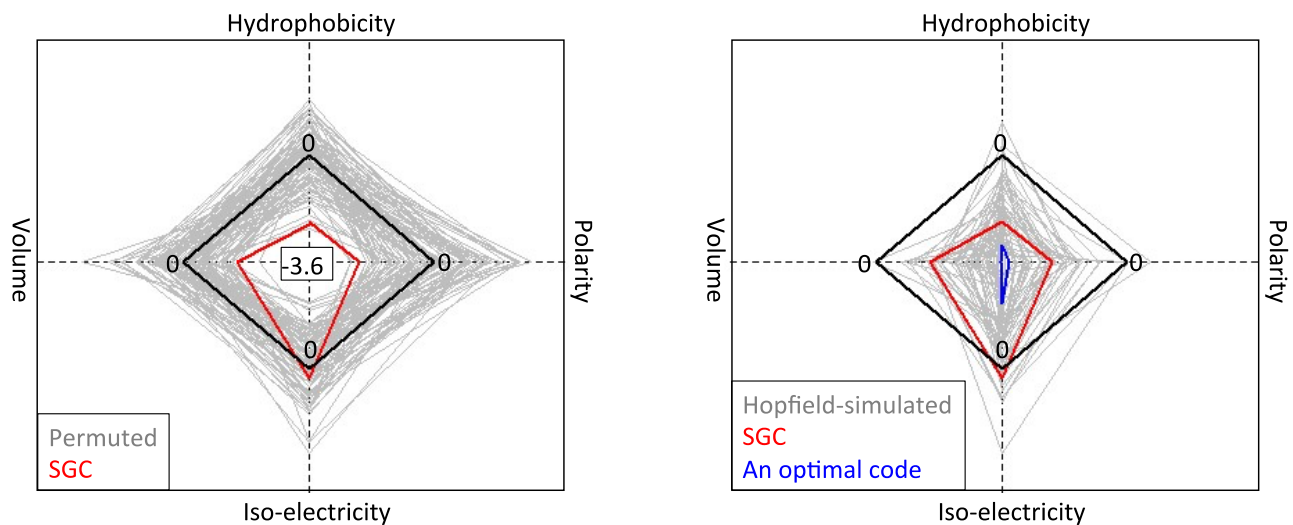 Hydrophobicity
0
Volume
0
-3.6
0
Polarity
0
Permuted
SGC
Iso-electricity
Hydrophobicity
0
Volume
0
0
Polarity
0
Hopfield-simulated
SGC
An optimal code
Iso-electricity